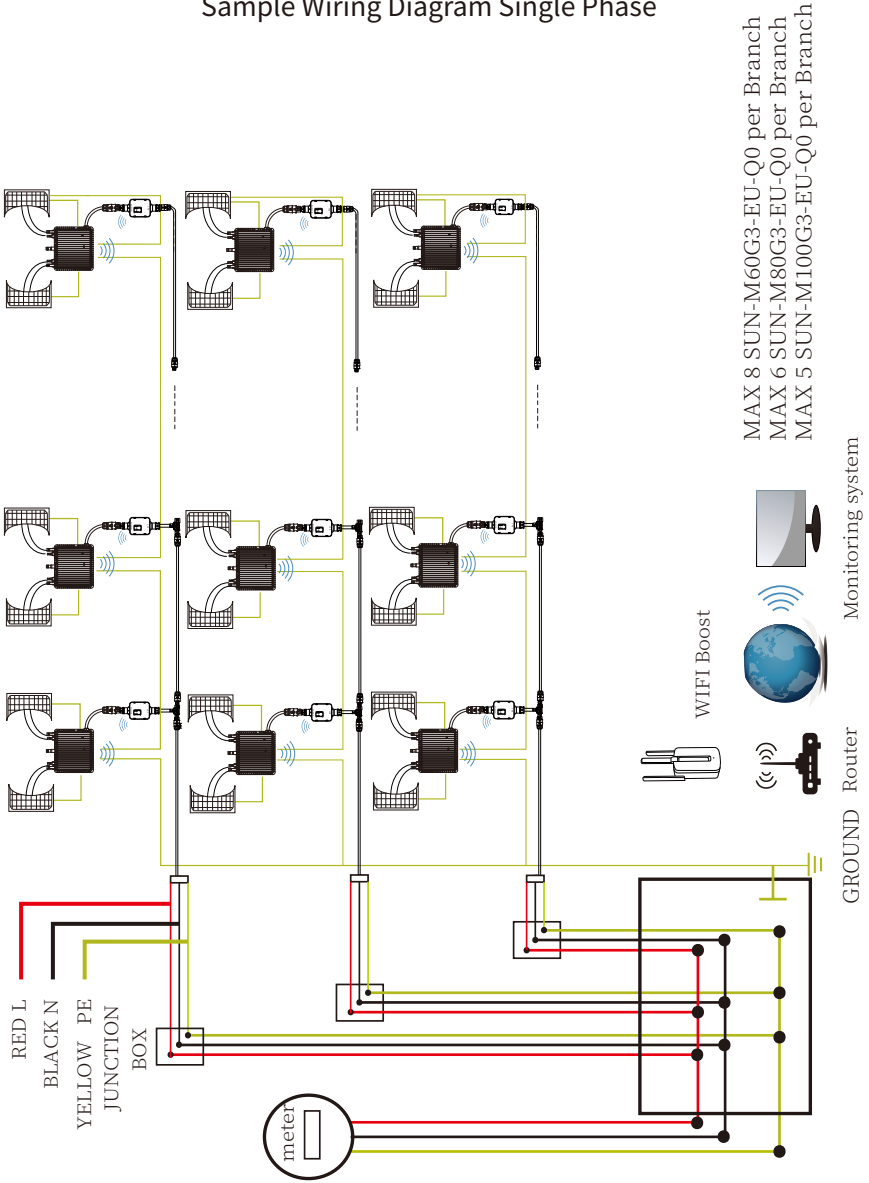 Sample Wiring Diagram Single Phase
MAX 8 SUN-M60G3-EU-Q0 per Branch
MAX 6 SUN-M80G3-EU-Q0 per Branch
MAX 5 SUN-M100G3-EU-Q0 per Branch
Monitoring system
WIFI Boost
Router
GROUND
RED L
BLACK N
YELLOW PE
JUNCTION
BOX
meter